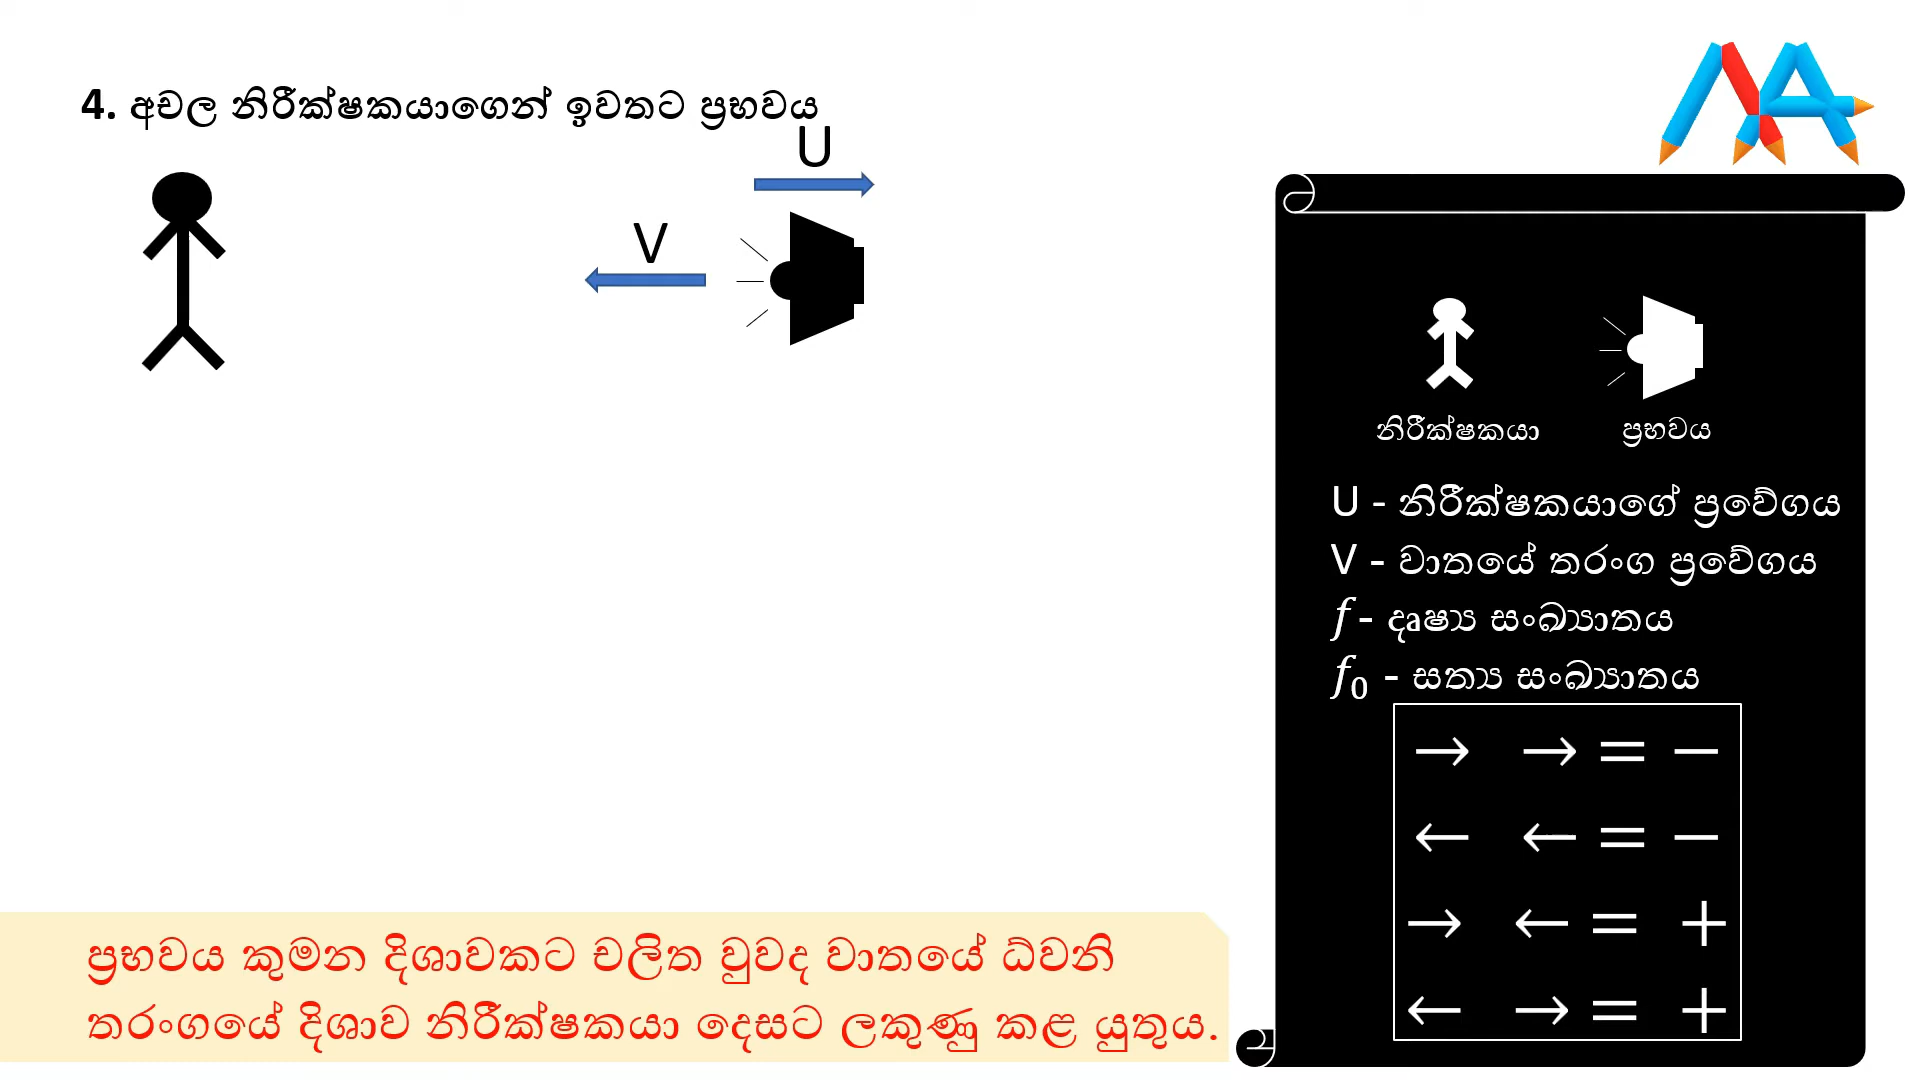 4. අචල නිරීක්ෂකයාගෙන් ඉවතට ප්‍රභවය
U
V
නිරීක්ෂකයා
ප්‍රභවය
U - නිරීක්ෂකයාගේ ප්‍රවේගය
V - වාතයේ තරංග ප්‍රවේගය
f - දෘෂ්‍ය සංඛ්‍යාතය
f₀ - සත්‍ය සංඛ්‍යාතය
→ → = −
← ← = −
→ ← = +
← → = +
ප්‍රභවය කුමන දිශාවකට චලිත වුවද වාතයේ ධ්වනි
තරංගයේ දිශාව නිරීක්ෂකයා දෙසට ලකුණු කළ යුතුය.